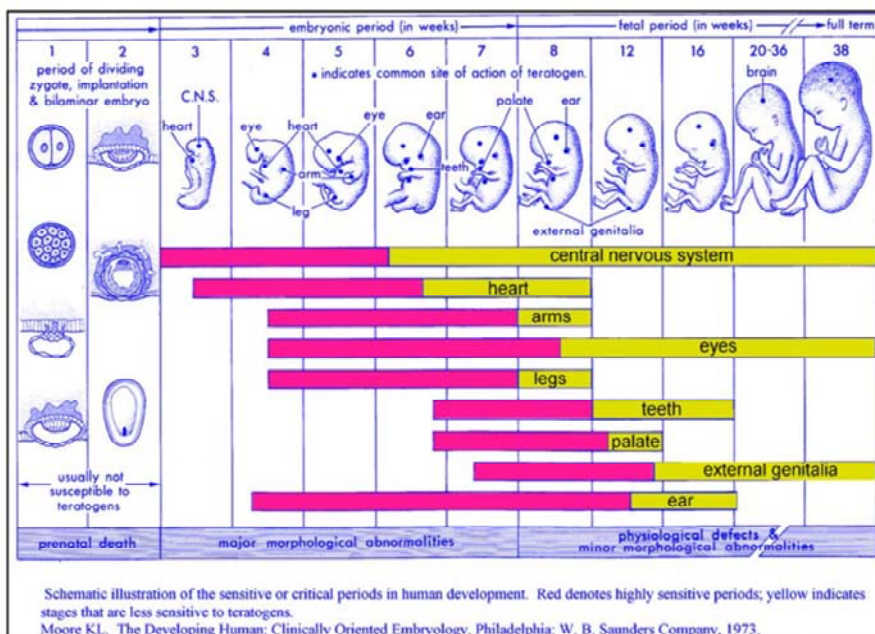 embryonic period (in weeks)
fetal period (in weeks)
full term
1
2
3
4
5
6
7
8
12
16
20-36
38
period of dividing
zygote, implantation
& bilaminar embryo
• indicates common site of action of teratogen.
C.N.S.
heart
eye
heart
arm
leg
eye
ear
teeth
palate
ear
brain
external genitalia
central nervous system
heart
arms
eyes
legs
teeth
palate
external genitalia
ear
usually not
susceptible to
teratogens
prenatal death
major morphological abnormalities
physiological defects &
minor morphological abnormalities
Schematic illustration of the sensitive or critical periods in human development. Red denotes highly sensitive periods; yellow indicates
stages that are less sensitive to teratogens.
Moore KL. The Developing Human: Clinically Oriented Embryology. Philadelphia: W. B. Saunders Company, 1973.